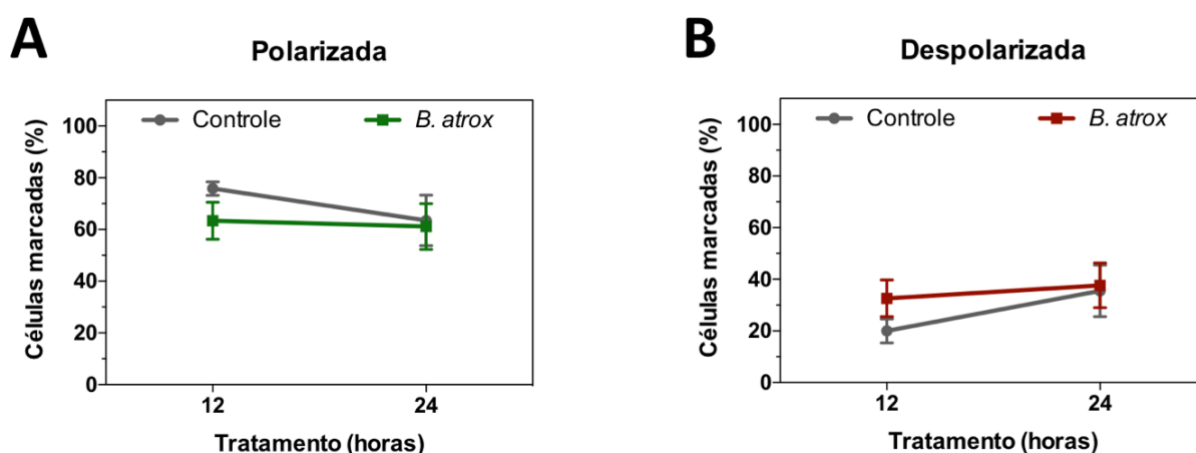 A
Polarizada
Controle
B. atrox
Células marcadas (%)
100
80
60
40
20
0
12
24
Tratamento (horas)
B
Despolarizada
Controle
B. atrox
Células marcadas (%)
100
80
60
40
20
0
12
24
Tratamento (horas)